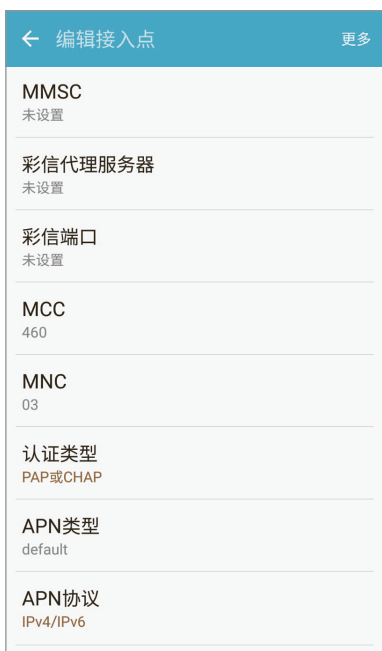 编辑接入点 更多
MMSC
未设置
彩信代理服务器
未设置
彩信端口
未设置
MCC
460
MNC
03
认证类型
PAP或CHAP
APN类型
default
APN协议
IPv4/IPv6